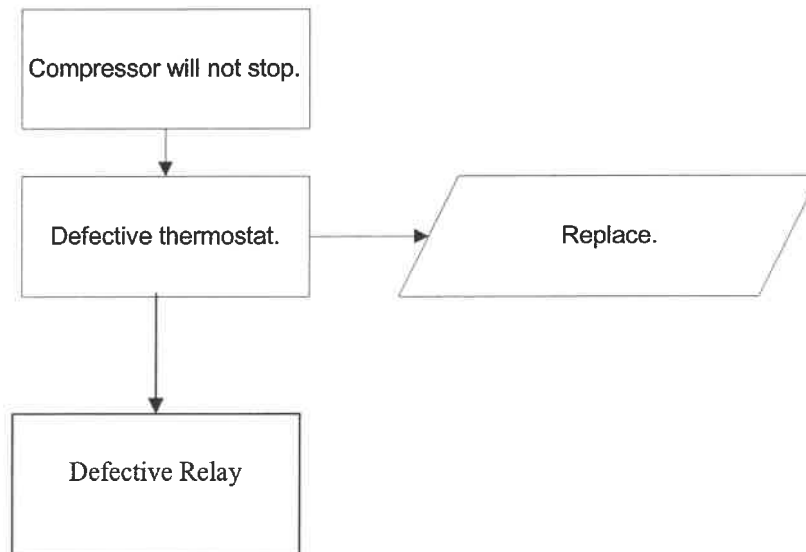 Compressor will not stop.
Defective thermostat.
Replace.
Defective Relay